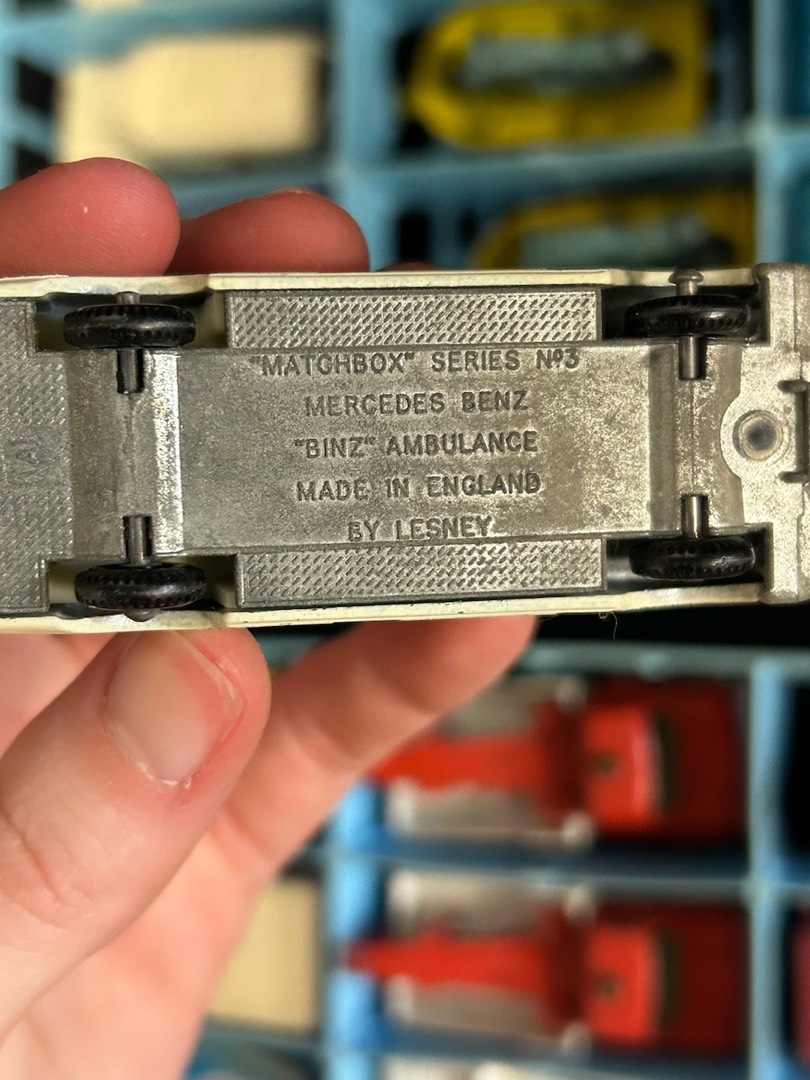 "MATCHBOX" SERIES Nº3
MERCEDES BENZ
"BINZ" AMBULANCE
MADE IN ENGLAND
BY LESNEY